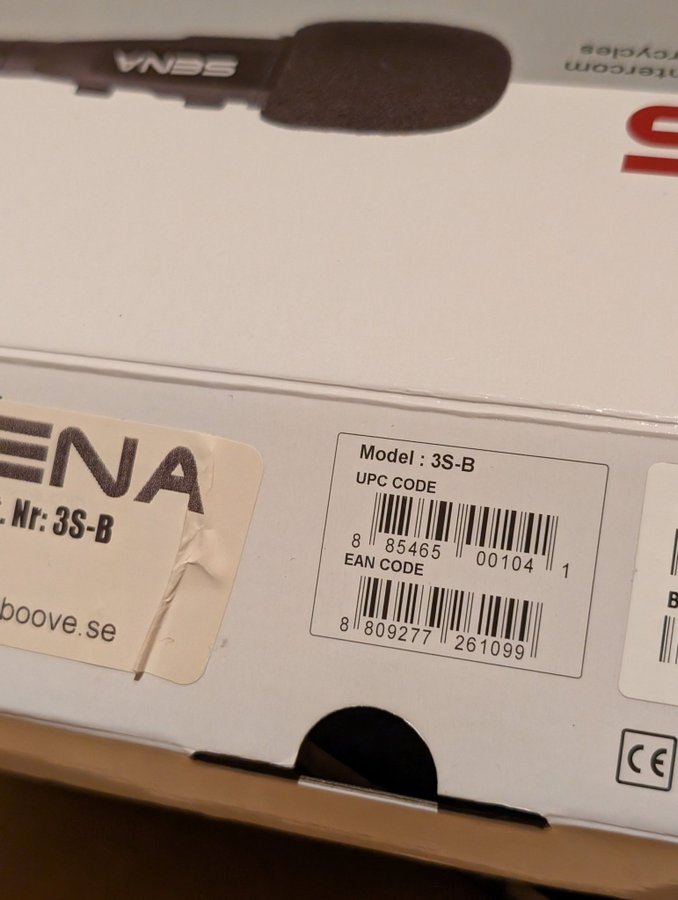 SENA
intercom
rcycles
S
ENA
. Nr: 3S-B
boove.se
Model : 3S-B
UPC CODE
8 85465 00104 1
EAN CODE
8 809277 261099
B
CE